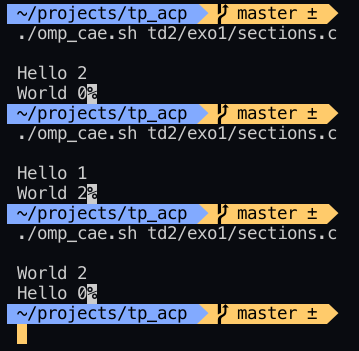 ~/projects/tp_acp master ±
./omp_cae.sh td2/exo1/sections.c
Hello 2
World 0%
~/projects/tp_acp master ±
./omp_cae.sh td2/exo1/sections.c
Hello 1
World 2%
~/projects/tp_acp master ±
./omp_cae.sh td2/exo1/sections.c
World 2
Hello 0%
~/projects/tp_acp master ±